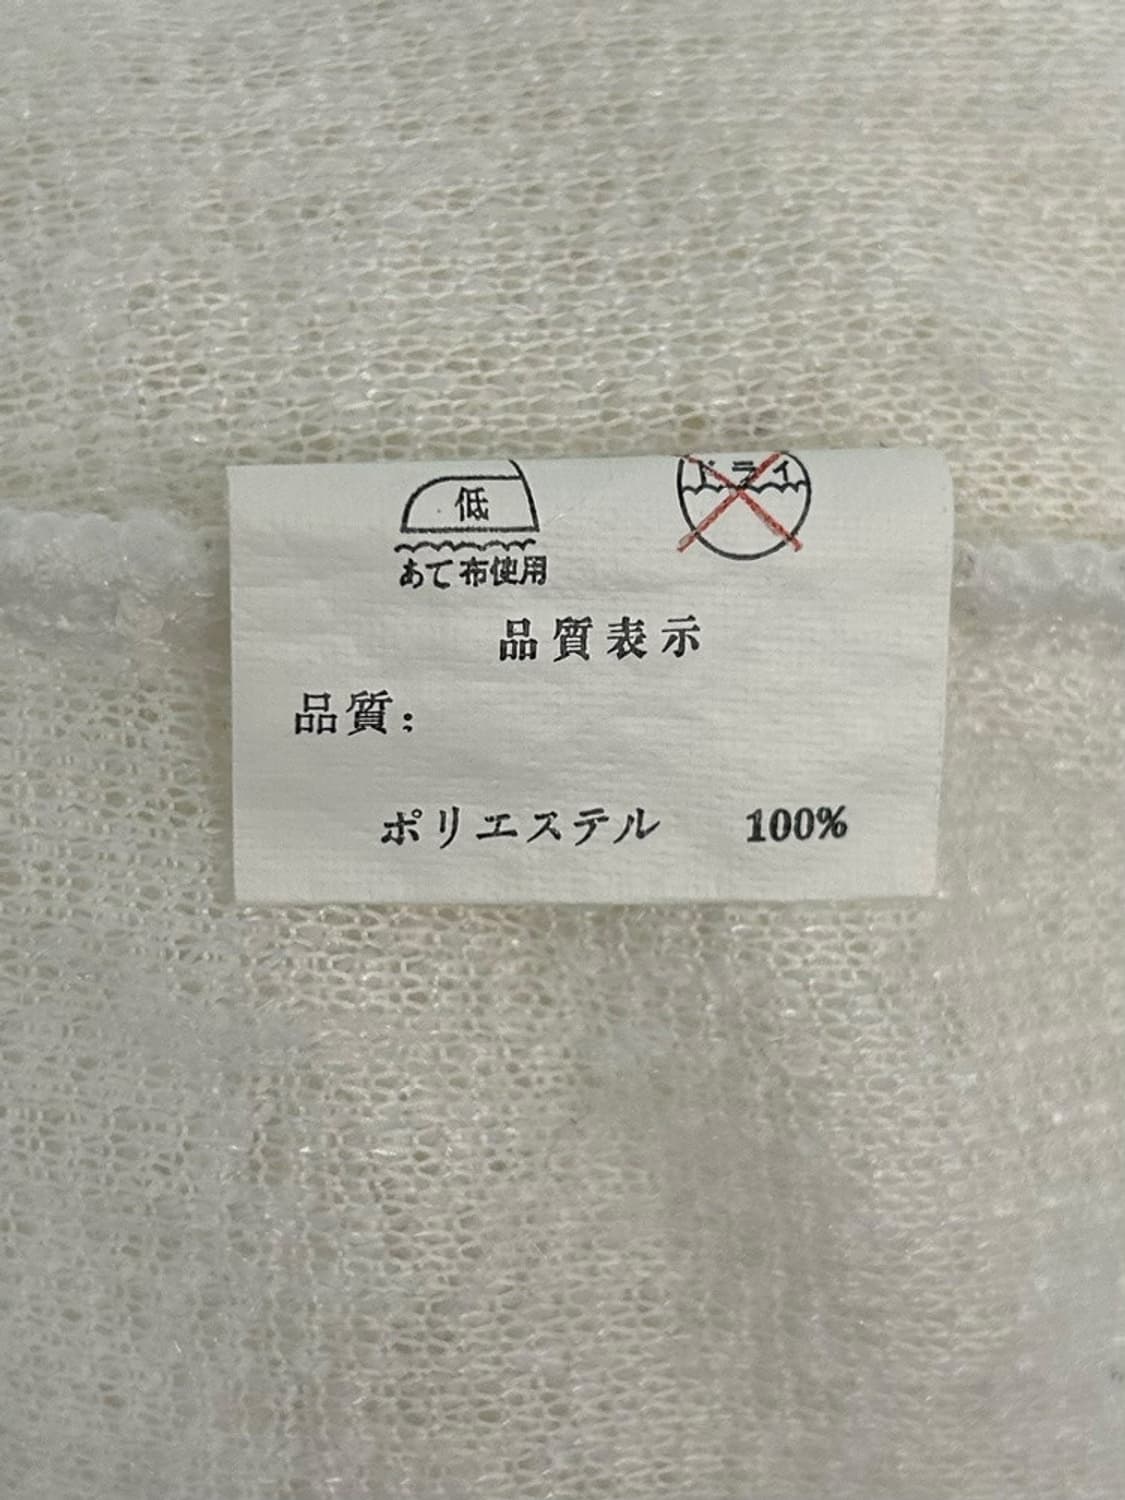 低 ドライ
あて布使用
品質表示
品質:
ポリエステル 100%